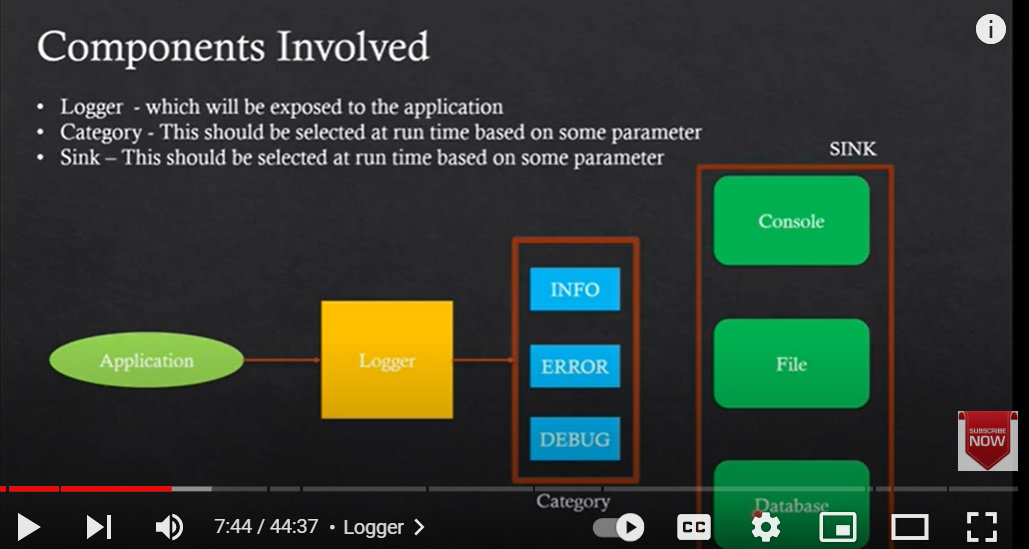 Components Involved
• Logger - which will be exposed to the application
• Category - This should be selected at run time based on some parameter
• Sink – This should be selected at run time based on some parameter
SINK
Console
INFO
Application
Logger
ERROR
File
DEBUG
SUBSCRIBE
NOW
Category
Database
7:44 / 44:37 • Logger
CC
i